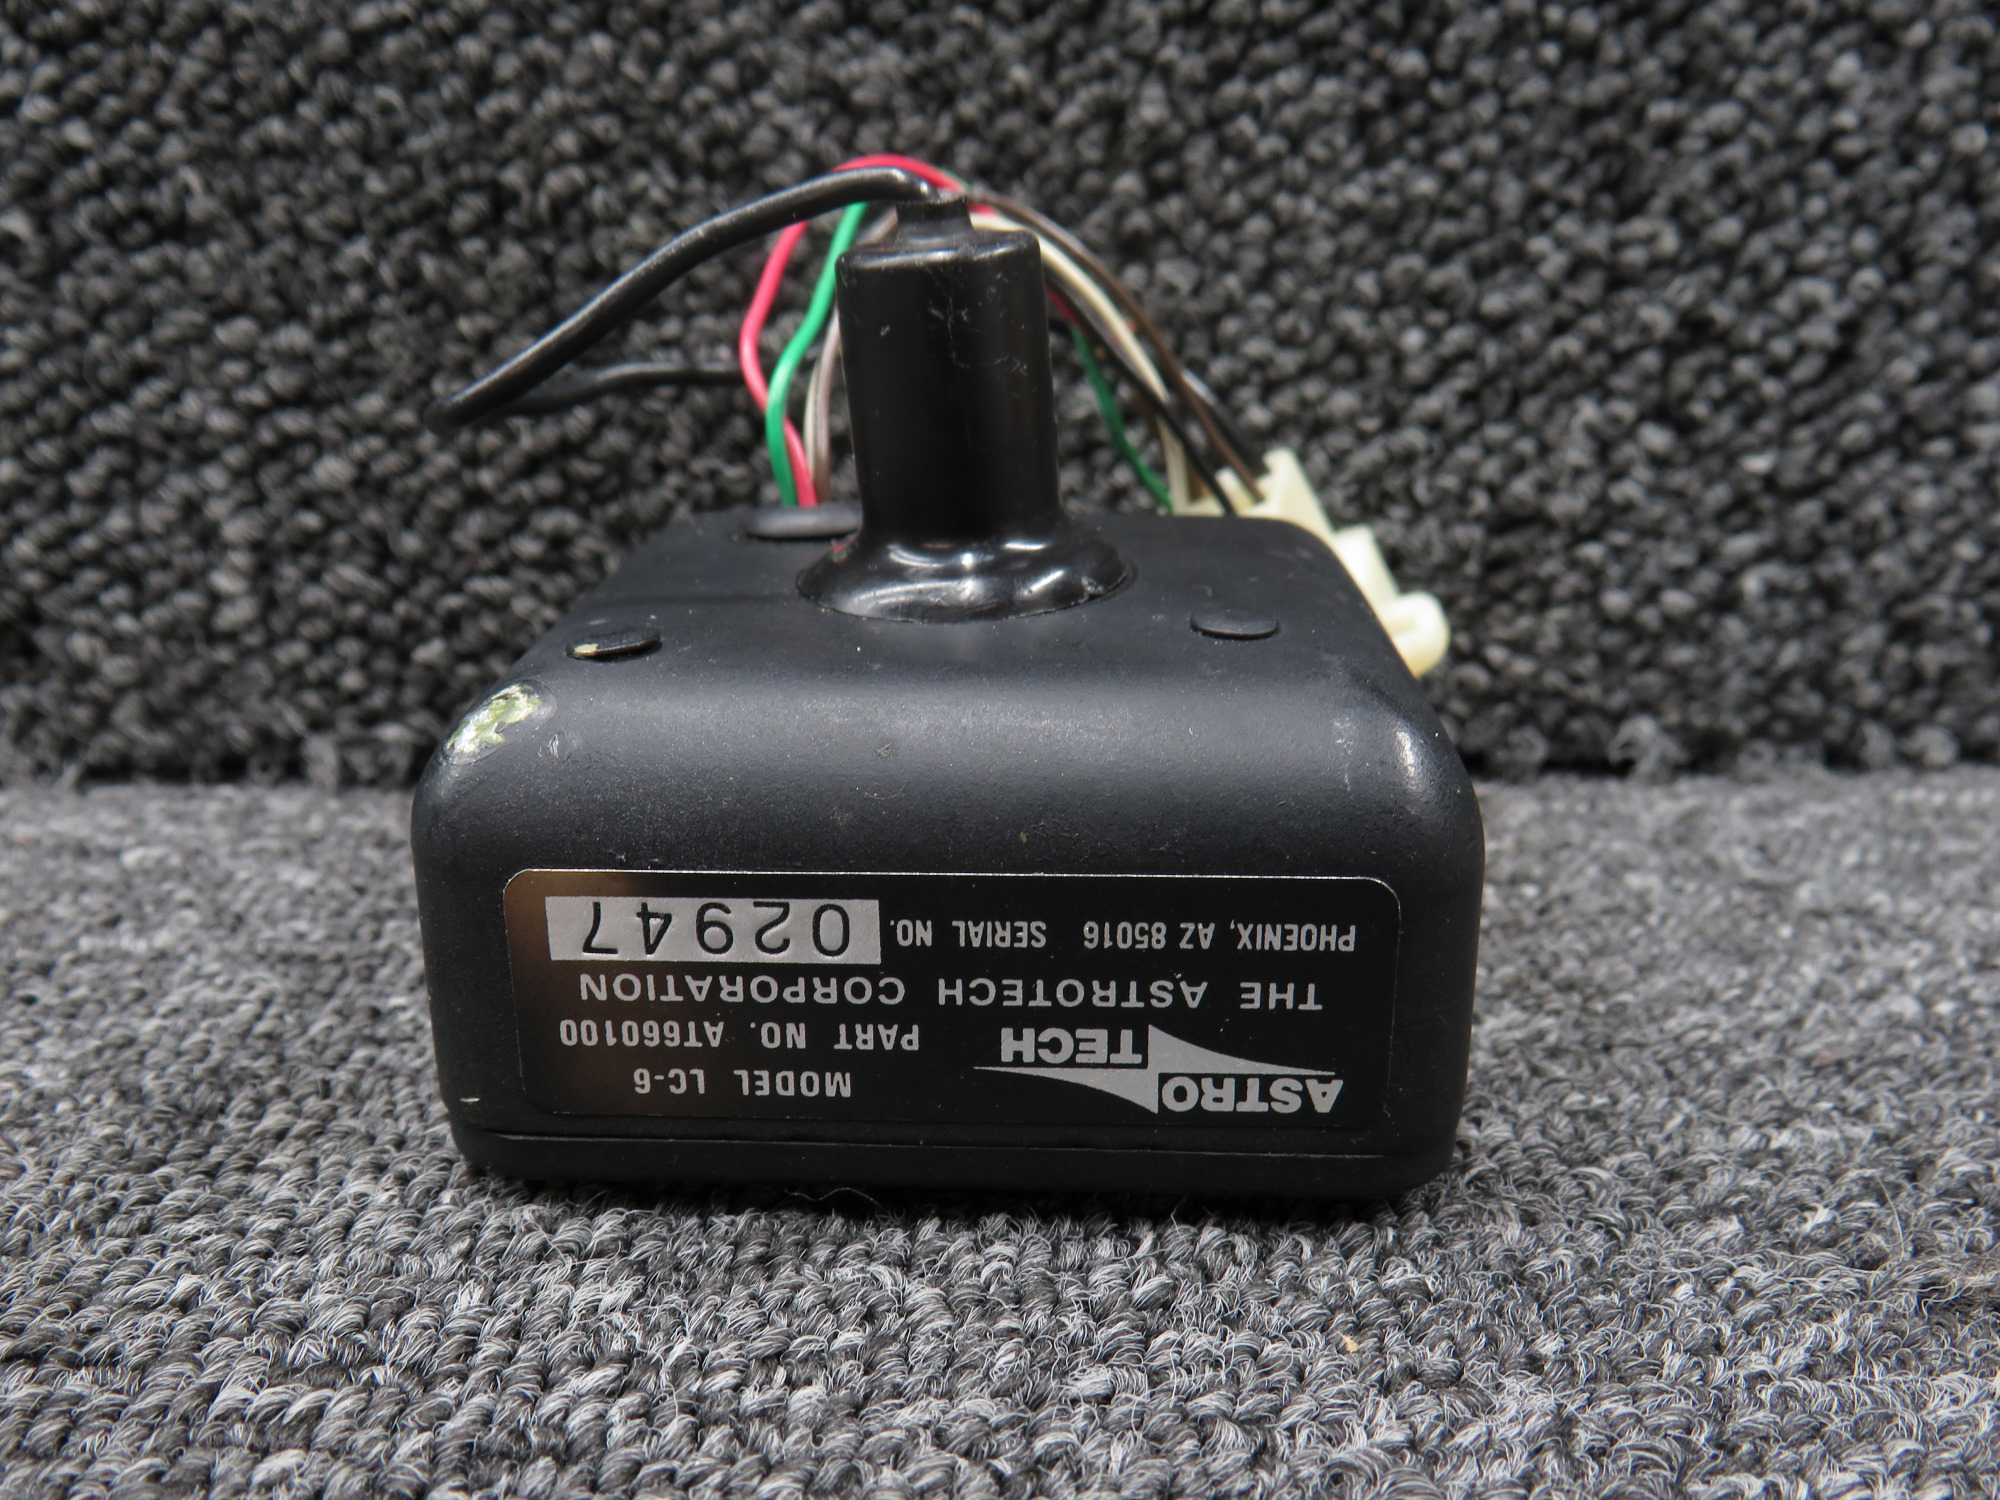 ASTRO
TECH
MODEL LC-6
PART NO. AT660100
THE ASTROTECH CORPORATION
PHOENIX, AZ 85016 SERIAL NO. 02947